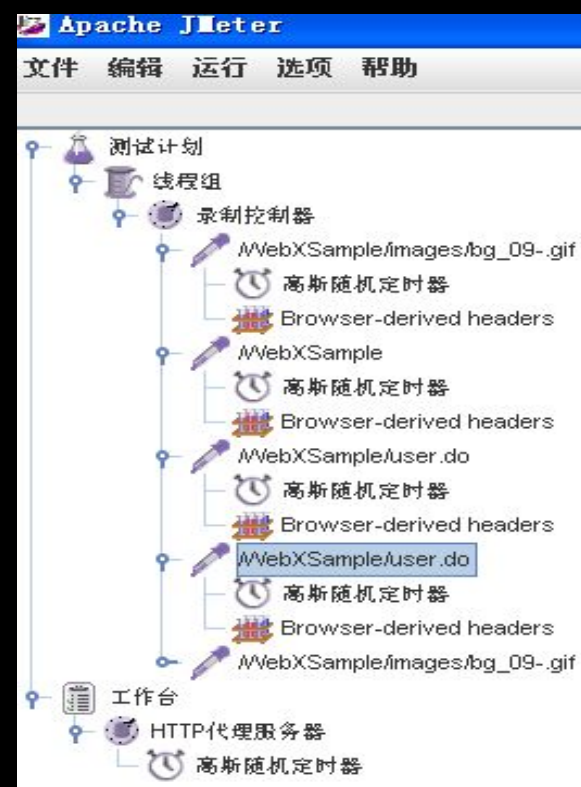 Apache JMeter
文件 编辑 运行 选项 帮助
测试计划
线程组
录制控制器
/WebXSample/images/bg_09-.gif
高斯随机定时器
Browser-derived headers
/WebXSample
高斯随机定时器
Browser-derived headers
/WebXSample/user.do
高斯随机定时器
Browser-derived headers
/WebXSample/user.do
高斯随机定时器
Browser-derived headers
/WebXSample/images/bg_09-.gif
工作台
HTTP代理服务器
高斯随机定时器